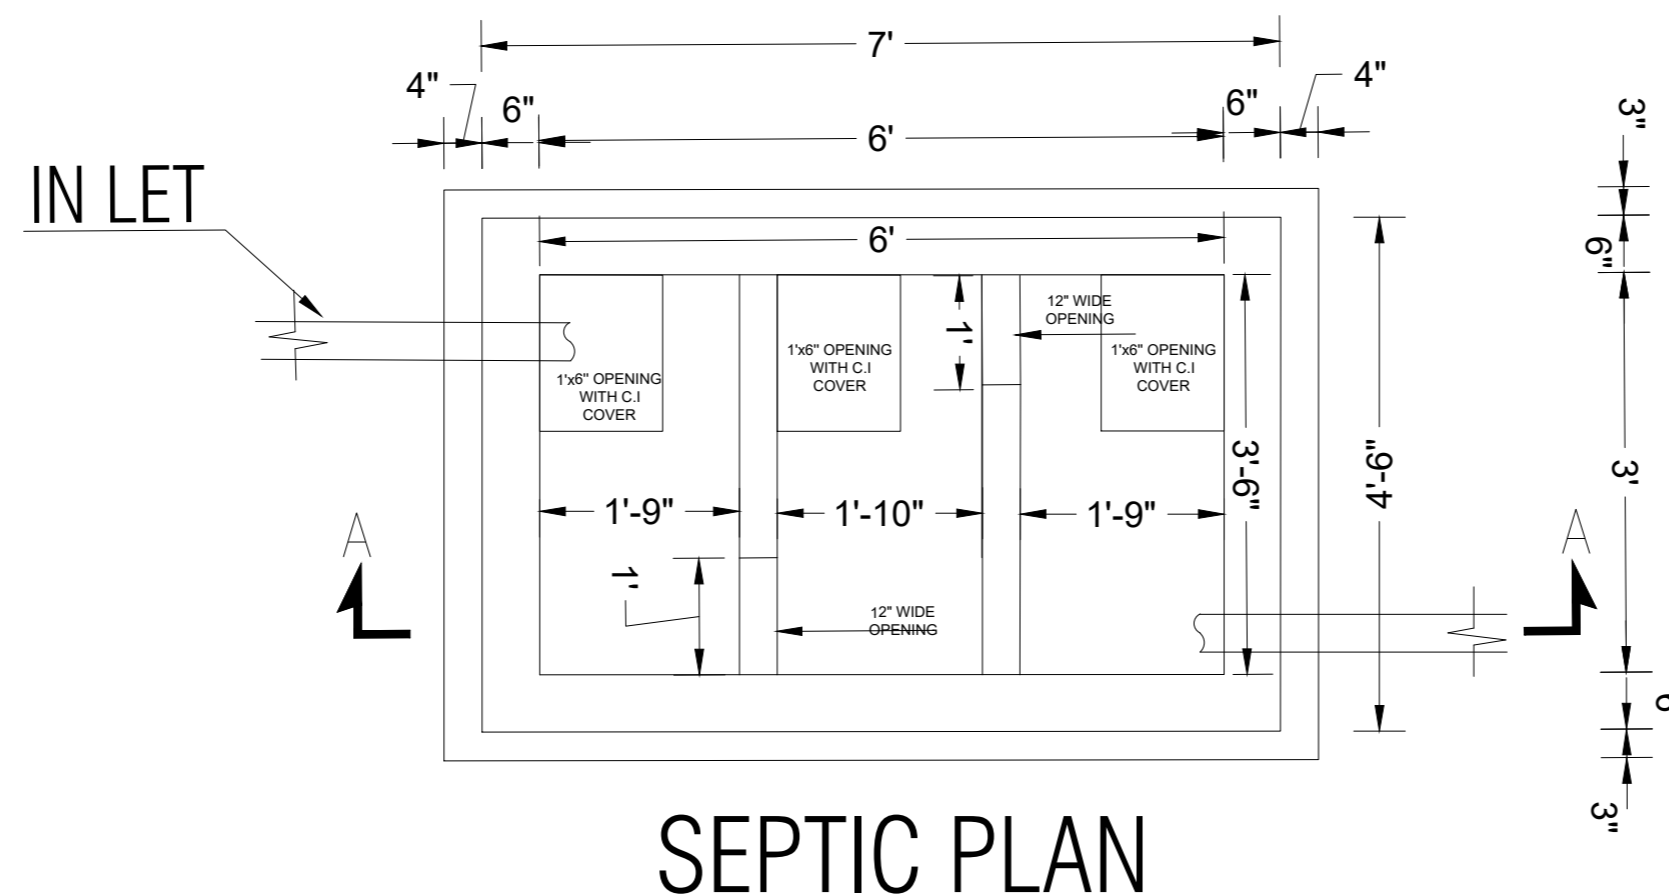 7'
4"
6"
6'
6"
4"
3"
IN LET
6'
6"
1'
12" WIDE
OPENING
1'x6" OPENING
WITH C.I
COVER
1'x6" OPENING
WITH C.I
COVER
1'x6" OPENING
WITH C.I
COVER
3'-6"
4'-6"
3'
1'-9"
1'-10"
1'-9"
A
A
1'
12" WIDE
OPENING
3"
SEPTIC PLAN